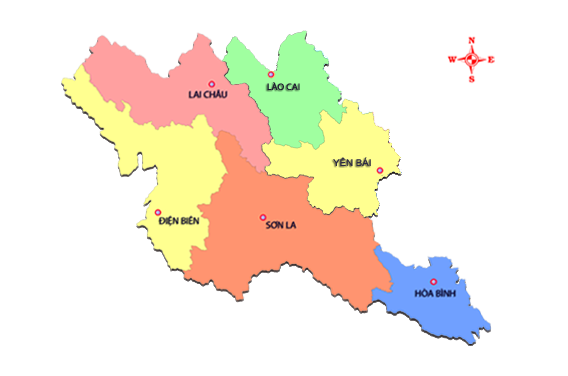 N
W E
S
LÀO CAI
LAI CHÂU
YÊN BÁI
ĐIỆN BIÊN
SƠN LA
HÒA BÌNH